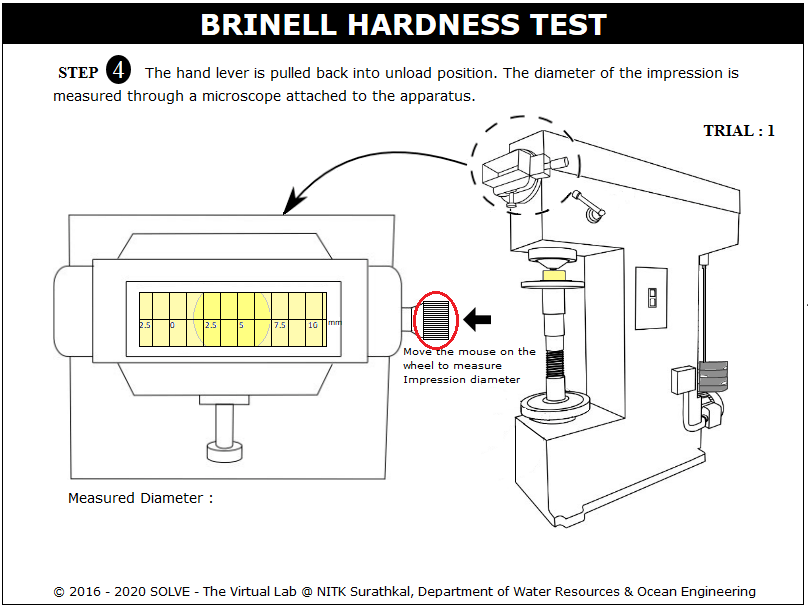 BRINELL HARDNESS TEST
STEP 4 The hand lever is pulled back into unload position. The diameter of the impression is
measured through a microscope attached to the apparatus.
TRIAL : 1
2.5 0 2.5 5 7.5 10 mm
Move the mouse on the
wheel to measure
Impression diameter
Measured Diameter :
© 2016 - 2020 SOLVE - The Virtual Lab @ NITK Surathkal, Department of Water Resources & Ocean Engineering